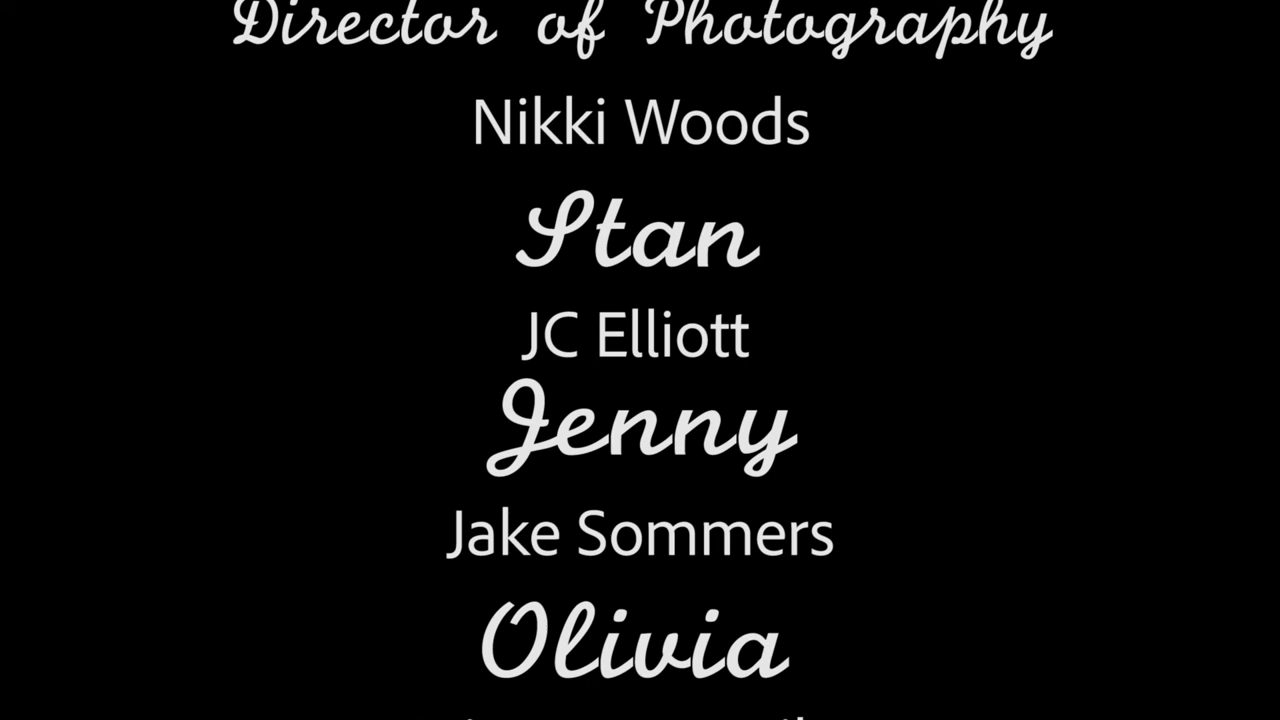 Director of Photography
Nikki Woods
Stan
JC Elliott
Jenny
Jake Sommers
Olivia